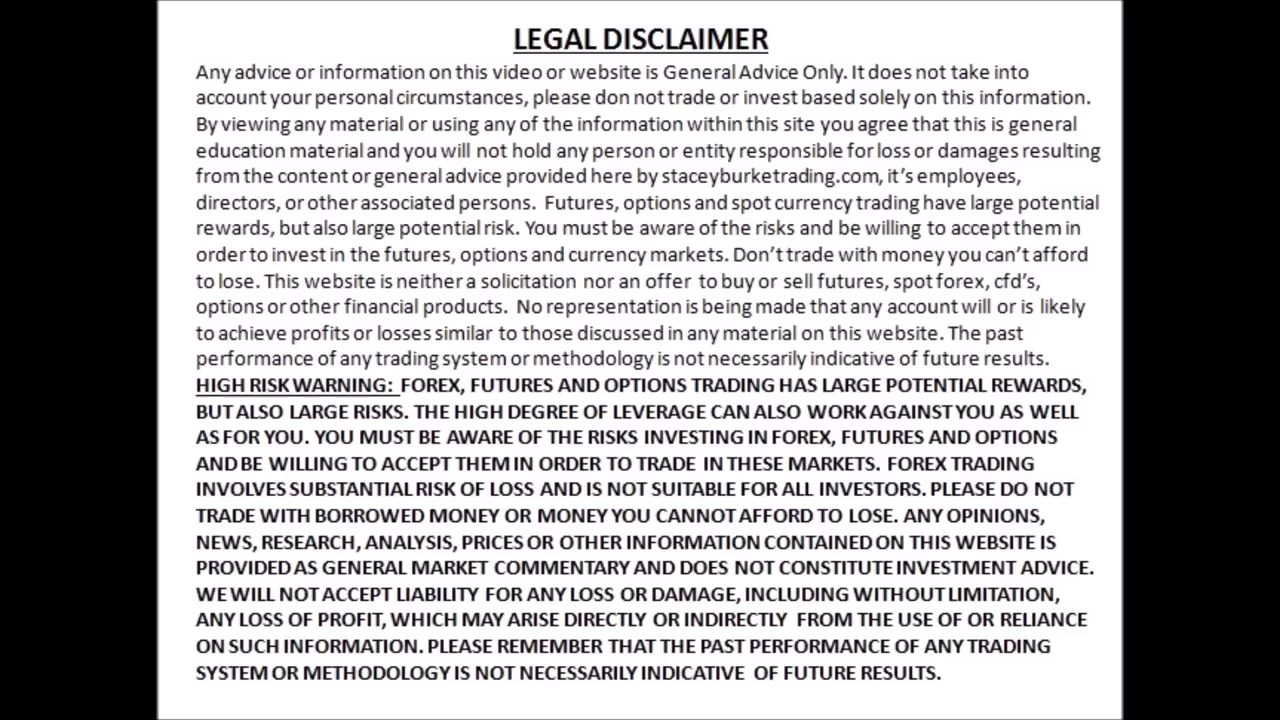 LEGAL DISCLAIMER
Any advice or information on this video or website is General Advice Only. It does not take into
account your personal circumstances, please don not trade or invest based solely on this information.
By viewing any material or using any of the information within this site you agree that this is general
education material and you will not hold any person or entity responsible for loss or damages resulting
from the content or general advice provided here by staceyburketrading.com, it’s employees,
directors, or other associated persons.  Futures, options and spot currency trading have large potential
rewards, but also large potential risk. You must be aware of the risks and be willing to accept them in
order to invest in the futures, options and currency markets. Don’t trade with money you can’t afford
to lose. This website is neither a solicitation nor an offer to buy or sell futures, spot forex, cfd’s,
options or other financial products.  No representation is being made that any account will or is likely
to achieve profits or losses similar to those discussed in any material on this website. The past
performance of any trading system or methodology is not necessarily indicative of future results.
HIGH RISK WARNING: FOREX, FUTURES AND OPTIONS TRADING HAS LARGE POTENTIAL REWARDS,
BUT ALSO LARGE RISKS. THE HIGH DEGREE OF LEVERAGE CAN ALSO WORK AGAINST YOU AS WELL
AS FOR YOU. YOU MUST BE AWARE OF THE RISKS INVESTING IN FOREX, FUTURES AND OPTIONS
AND BE WILLING TO ACCEPT THEM IN ORDER TO TRADE IN THESE MARKETS. FOREX TRADING
INVOLVES SUBSTANTIAL RISK OF LOSS AND IS NOT SUITABLE FOR ALL INVESTORS. PLEASE DO NOT
TRADE WITH BORROWED MONEY OR MONEY YOU CANNOT AFFORD TO LOSE. ANY OPINIONS,
NEWS, RESEARCH, ANALYSIS, PRICES OR OTHER INFORMATION CONTAINED ON THIS WEBSITE IS
PROVIDED AS GENERAL MARKET COMMENTARY AND DOES NOT CONSTITUTE INVESTMENT ADVICE.
WE WILL NOT ACCEPT LIABILITY FOR ANY LOSS OR DAMAGE, INCLUDING WITHOUT LIMITATION,
ANY LOSS OF PROFIT, WHICH MAY ARISE DIRECTLY OR INDIRECTLY FROM THE USE OF OR RELIANCE
ON SUCH INFORMATION. PLEASE REMEMBER THAT THE PAST PERFORMANCE OF ANY TRADING
SYSTEM OR METHODOLOGY IS NOT NECESSARILY INDICATIVE OF FUTURE RESULTS.